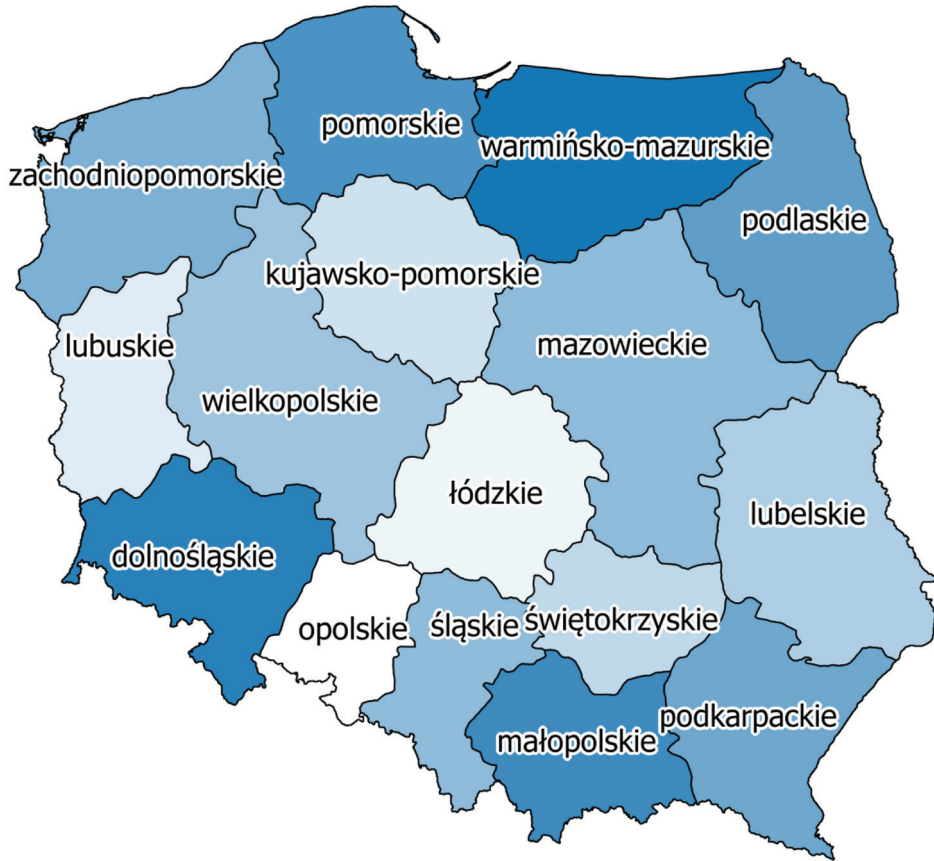 pomorskie
warmińsko-mazurskie
zachodniopomorskie
podlaskie
kujawsko-pomorskie
lubuskie
mazowieckie
wielkopolskie
łódzkie
lubelskie
dolnośląskie
opolskie
śląskie
świętokrzyskie
podkarpackie
małopolskie